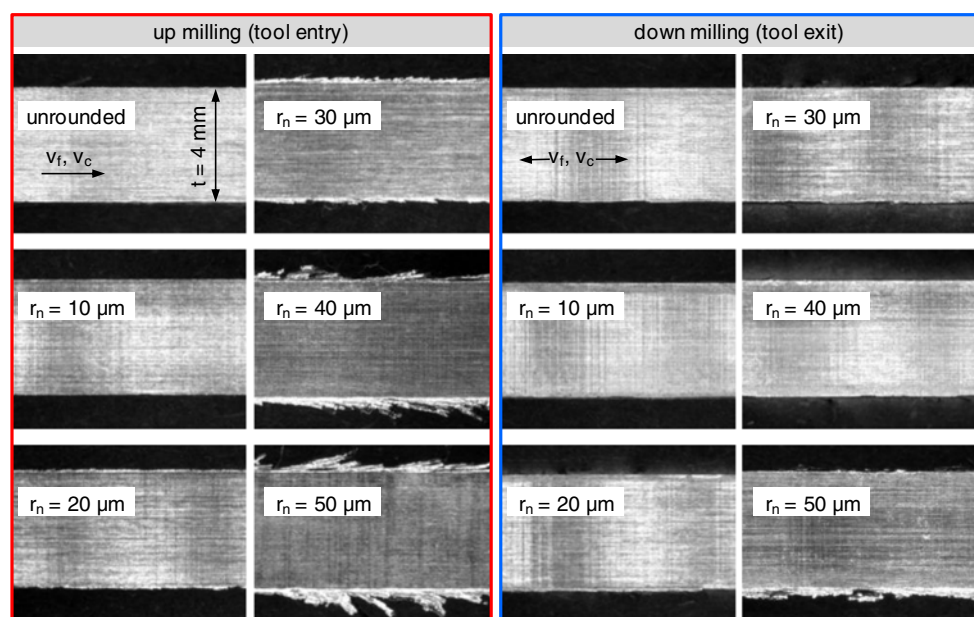 up milling (tool entry)
unrounded
v_f, v_c
t = 4 mm
r_n = 30 µm
r_n = 10 µm
r_n = 40 µm
r_n = 20 µm
r_n = 50 µm
down milling (tool exit)
unrounded
v_f, v_c
r_n = 30 µm
r_n = 10 µm
r_n = 40 µm
r_n = 20 µm
r_n = 50 µm